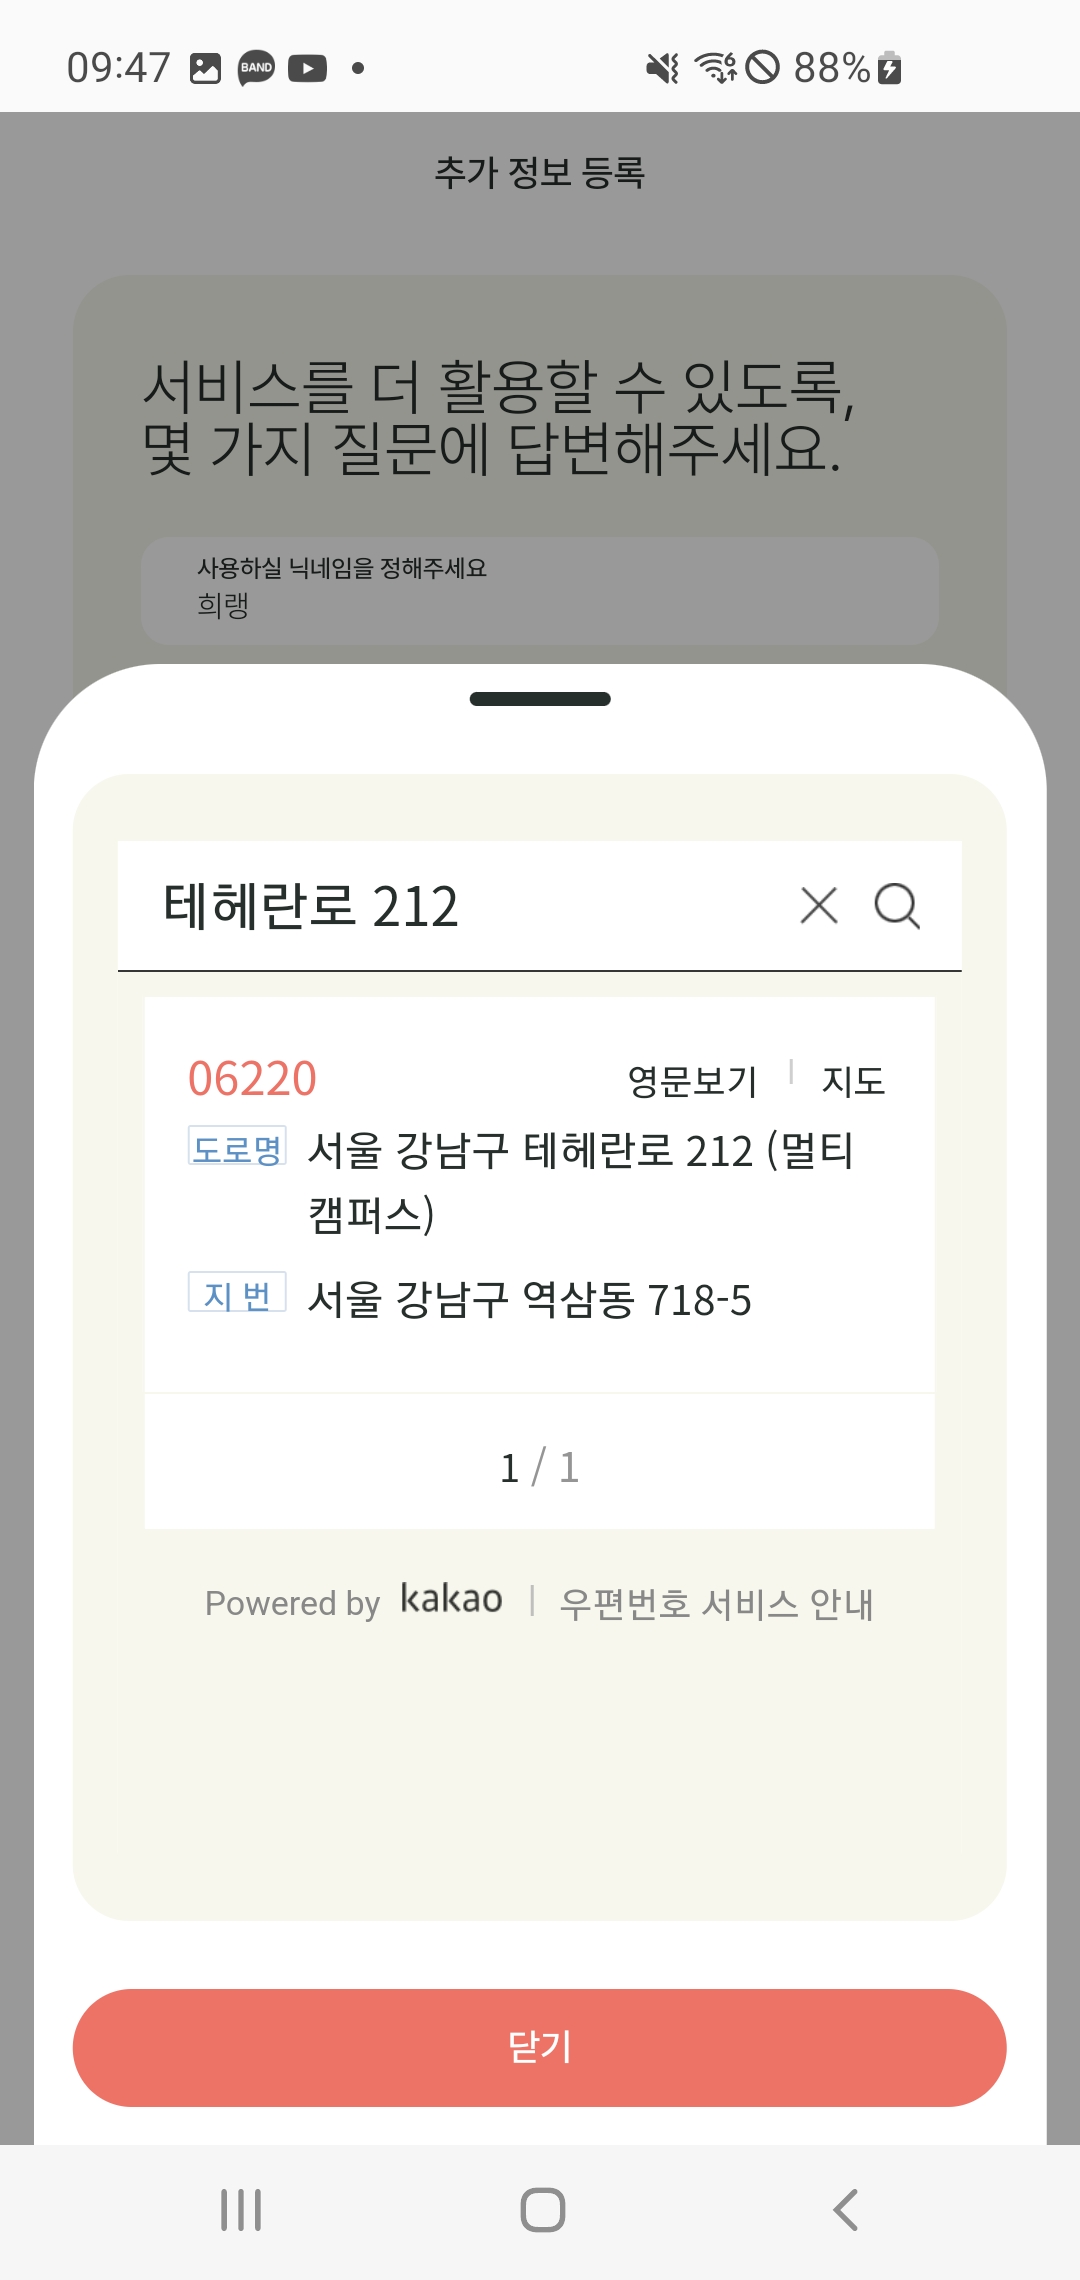 09:47 BAND 6 88%
추가 정보 등록
서비스를 더 활용할 수 있도록,
몇 가지 질문에 답변해주세요.
사용하실 닉네임을 정해주세요
희랭
테헤란로 212
06220 영문보기 지도
도로명 서울 강남구 테헤란로 212 (멀티
캠퍼스)
지 번 서울 강남구 역삼동 718-5
1 / 1
Powered by kakao 우편번호 서비스 안내
닫기